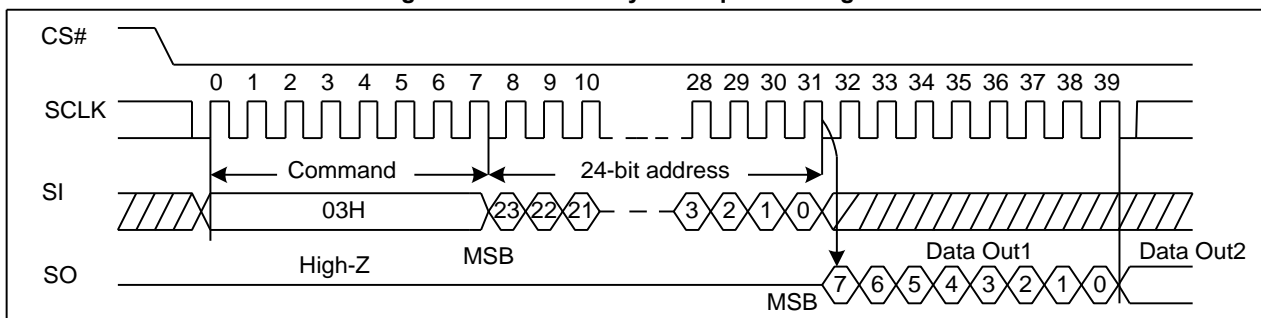 CS#
0 1 2 3 4 5 6 7 8 9 10 28 29 30 31 32 33 34 35 36 37 38 39
SCLK
Command 24-bit address
SI
03H 23 22 21 3 2 1 0
High-Z MSB Data Out1 Data Out2
SO
MSB 7 6 5 4 3 2 1 0